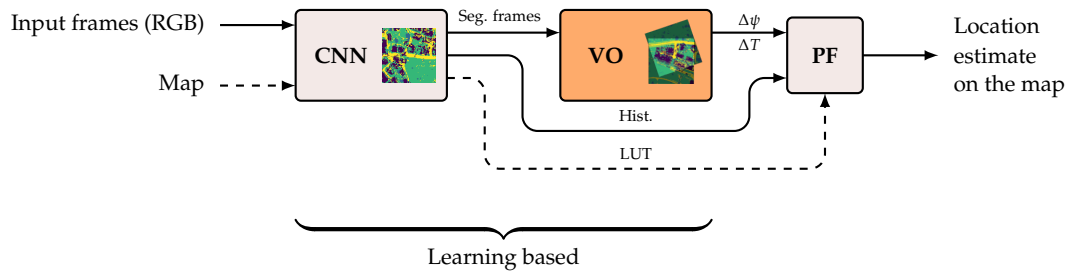 Input frames (RGB)
Map
CNN
Seg. frames
VO
Δψ
ΔT
PF
Location
estimate
on the map
Hist.
LUT
Learning based